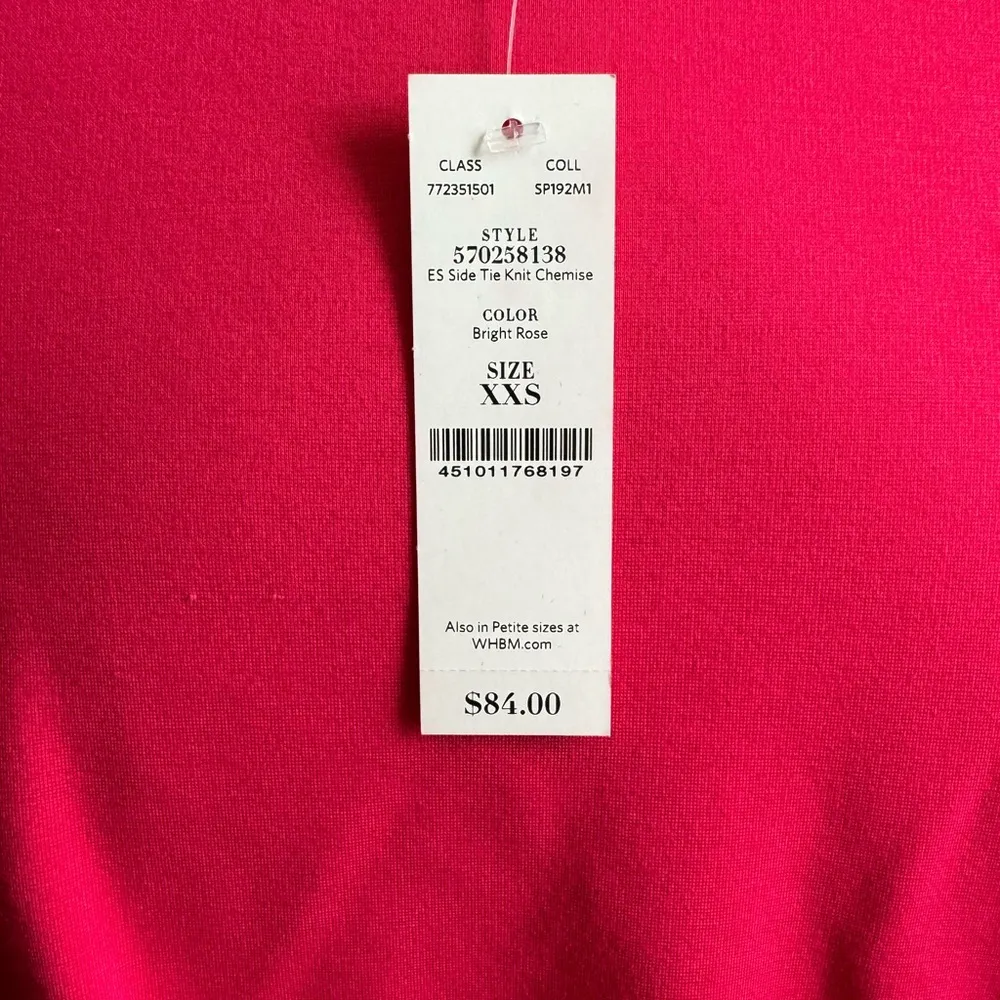 CLASS COLL
772351501 SP192M1
STYLE
570258138
ES Side Tie Knit Chemise
COLOR
Bright Rose
SIZE
XXS
451011768197
Also in Petite sizes at
WHBM.com
$84.00